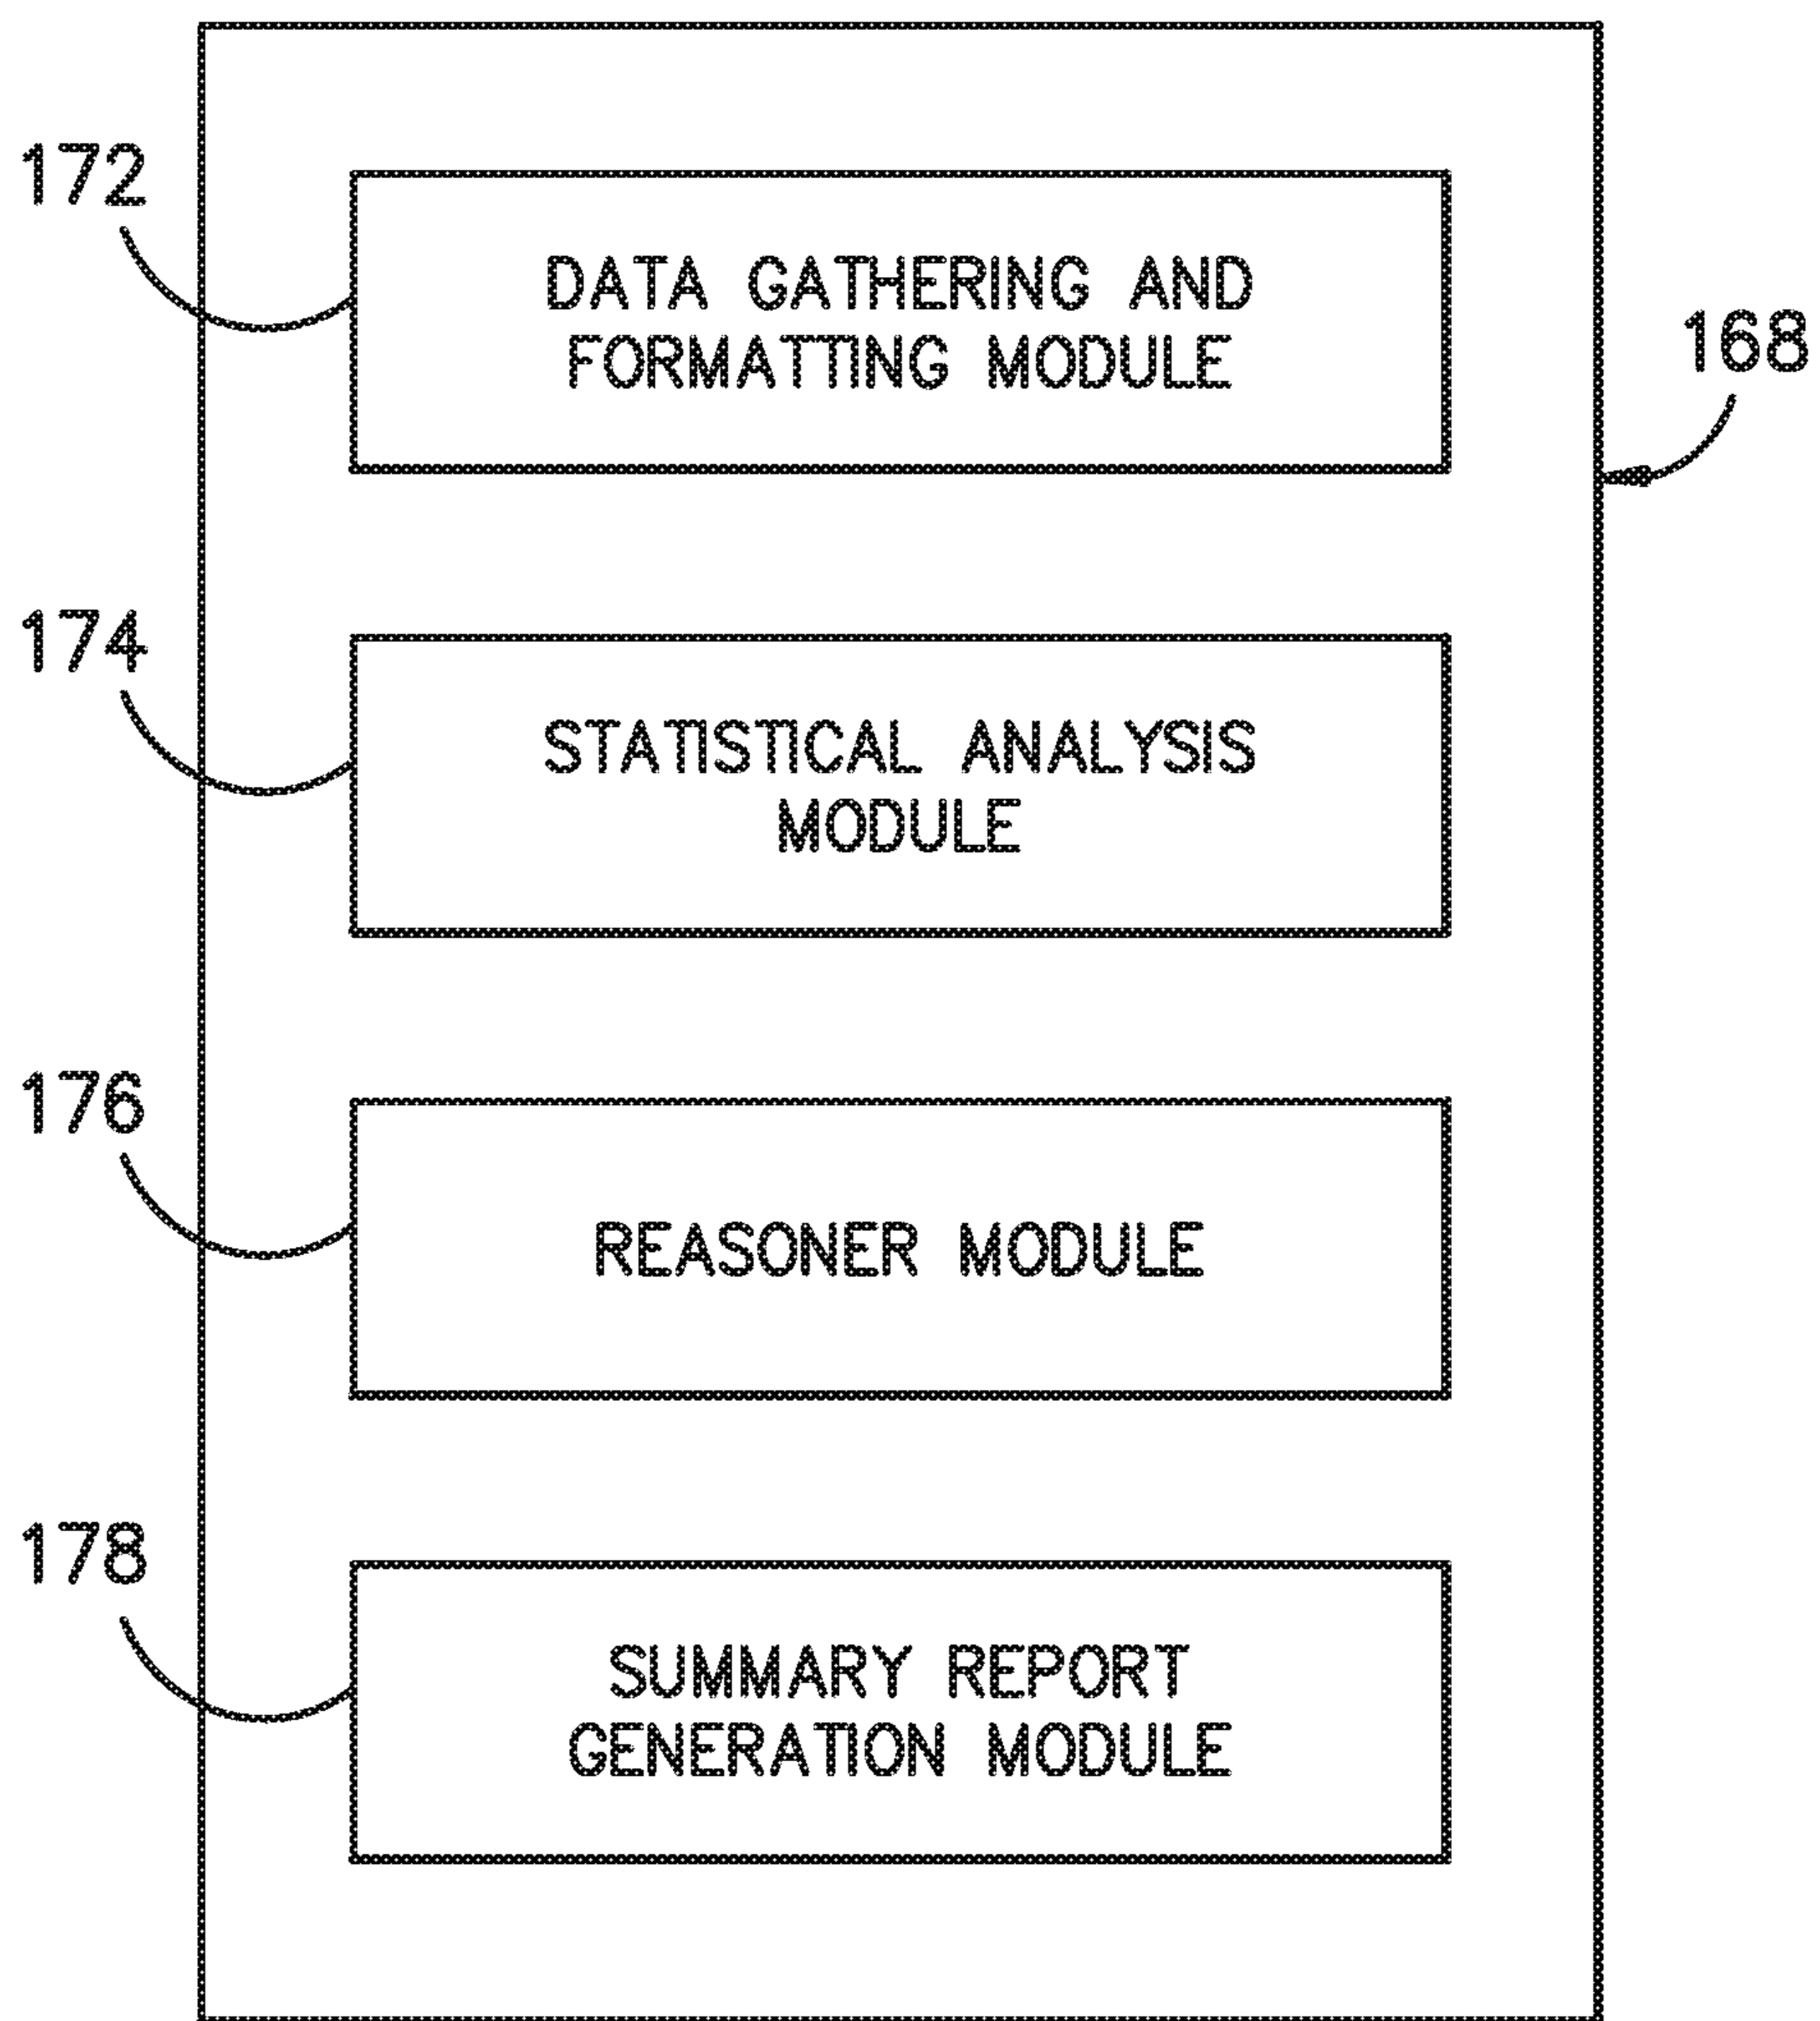 172
DATA GATHERING AND
FORMATTING MODULE
168
174
STATISTICAL ANALYSIS
MODULE
176
REASONER MODULE
178
SUMMARY REPORT
GENERATION MODULE